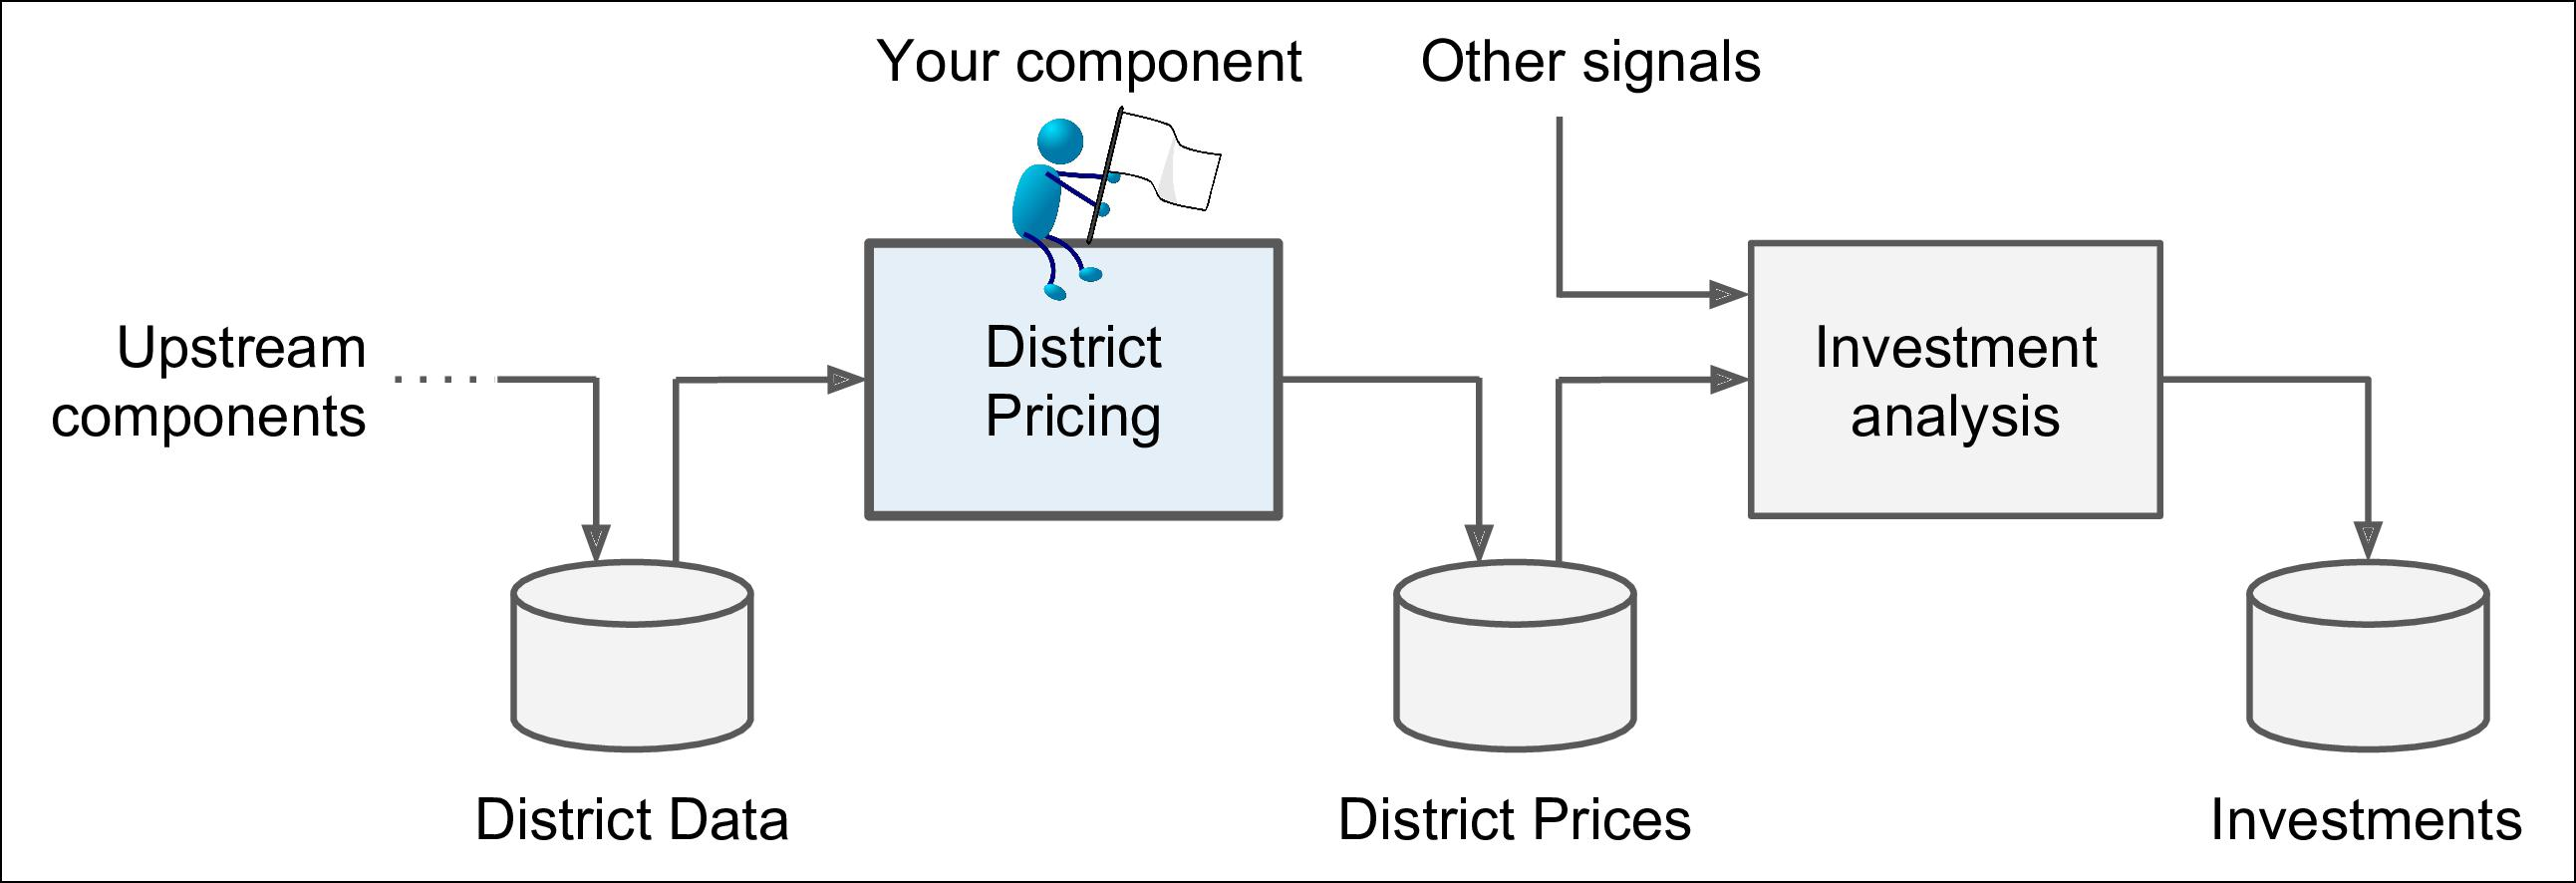 Your component
Other signals
Upstream
components
District
Pricing
Investment
analysis
District Data
District Prices
Investments